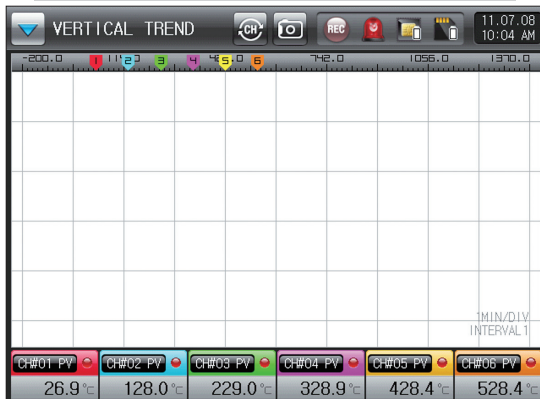 VERTICAL TREND
CH
REC
11.07.08
10:04 AM
-200.0 742.0 1056.0 1370.0
1 2 3 4 5 6
1MIN/DIV
INTERVAL 1
CH#01 PV CH#02 PV CH#03 PV CH#04 PV CH#05 PV CH#06 PV
26.9℃ 128.0℃ 229.0℃ 328.9℃ 428.4℃ 528.4℃